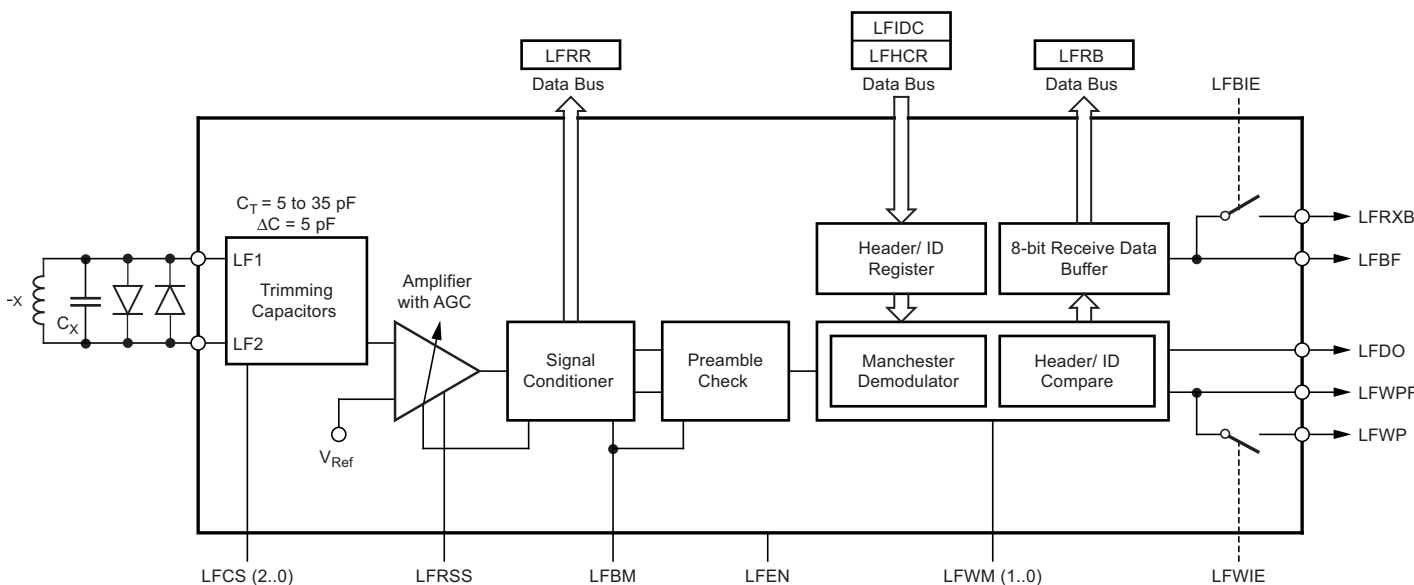 LFRR
Data Bus
LFIDC
LFHCR
Data Bus
LFRB
Data Bus
LFBIE
C_T = 5 to 35 pF
ΔC = 5 pF
LF1
Trimming
Capacitors
LF2
-X
C_X
Amplifier
with AGC
V_Ref
Signal
Conditioner
Preamble
Check
Header/ ID
Register
8-bit Receive Data
Buffer
Manchester
Demodulator
Header/ ID
Compare
LFRXB
LFBF
LFDO
LFWPF
LFWP
LFCS (2..0)
LFRSS
LFBM
LFEN
LFWM (1..0)
LFWIE